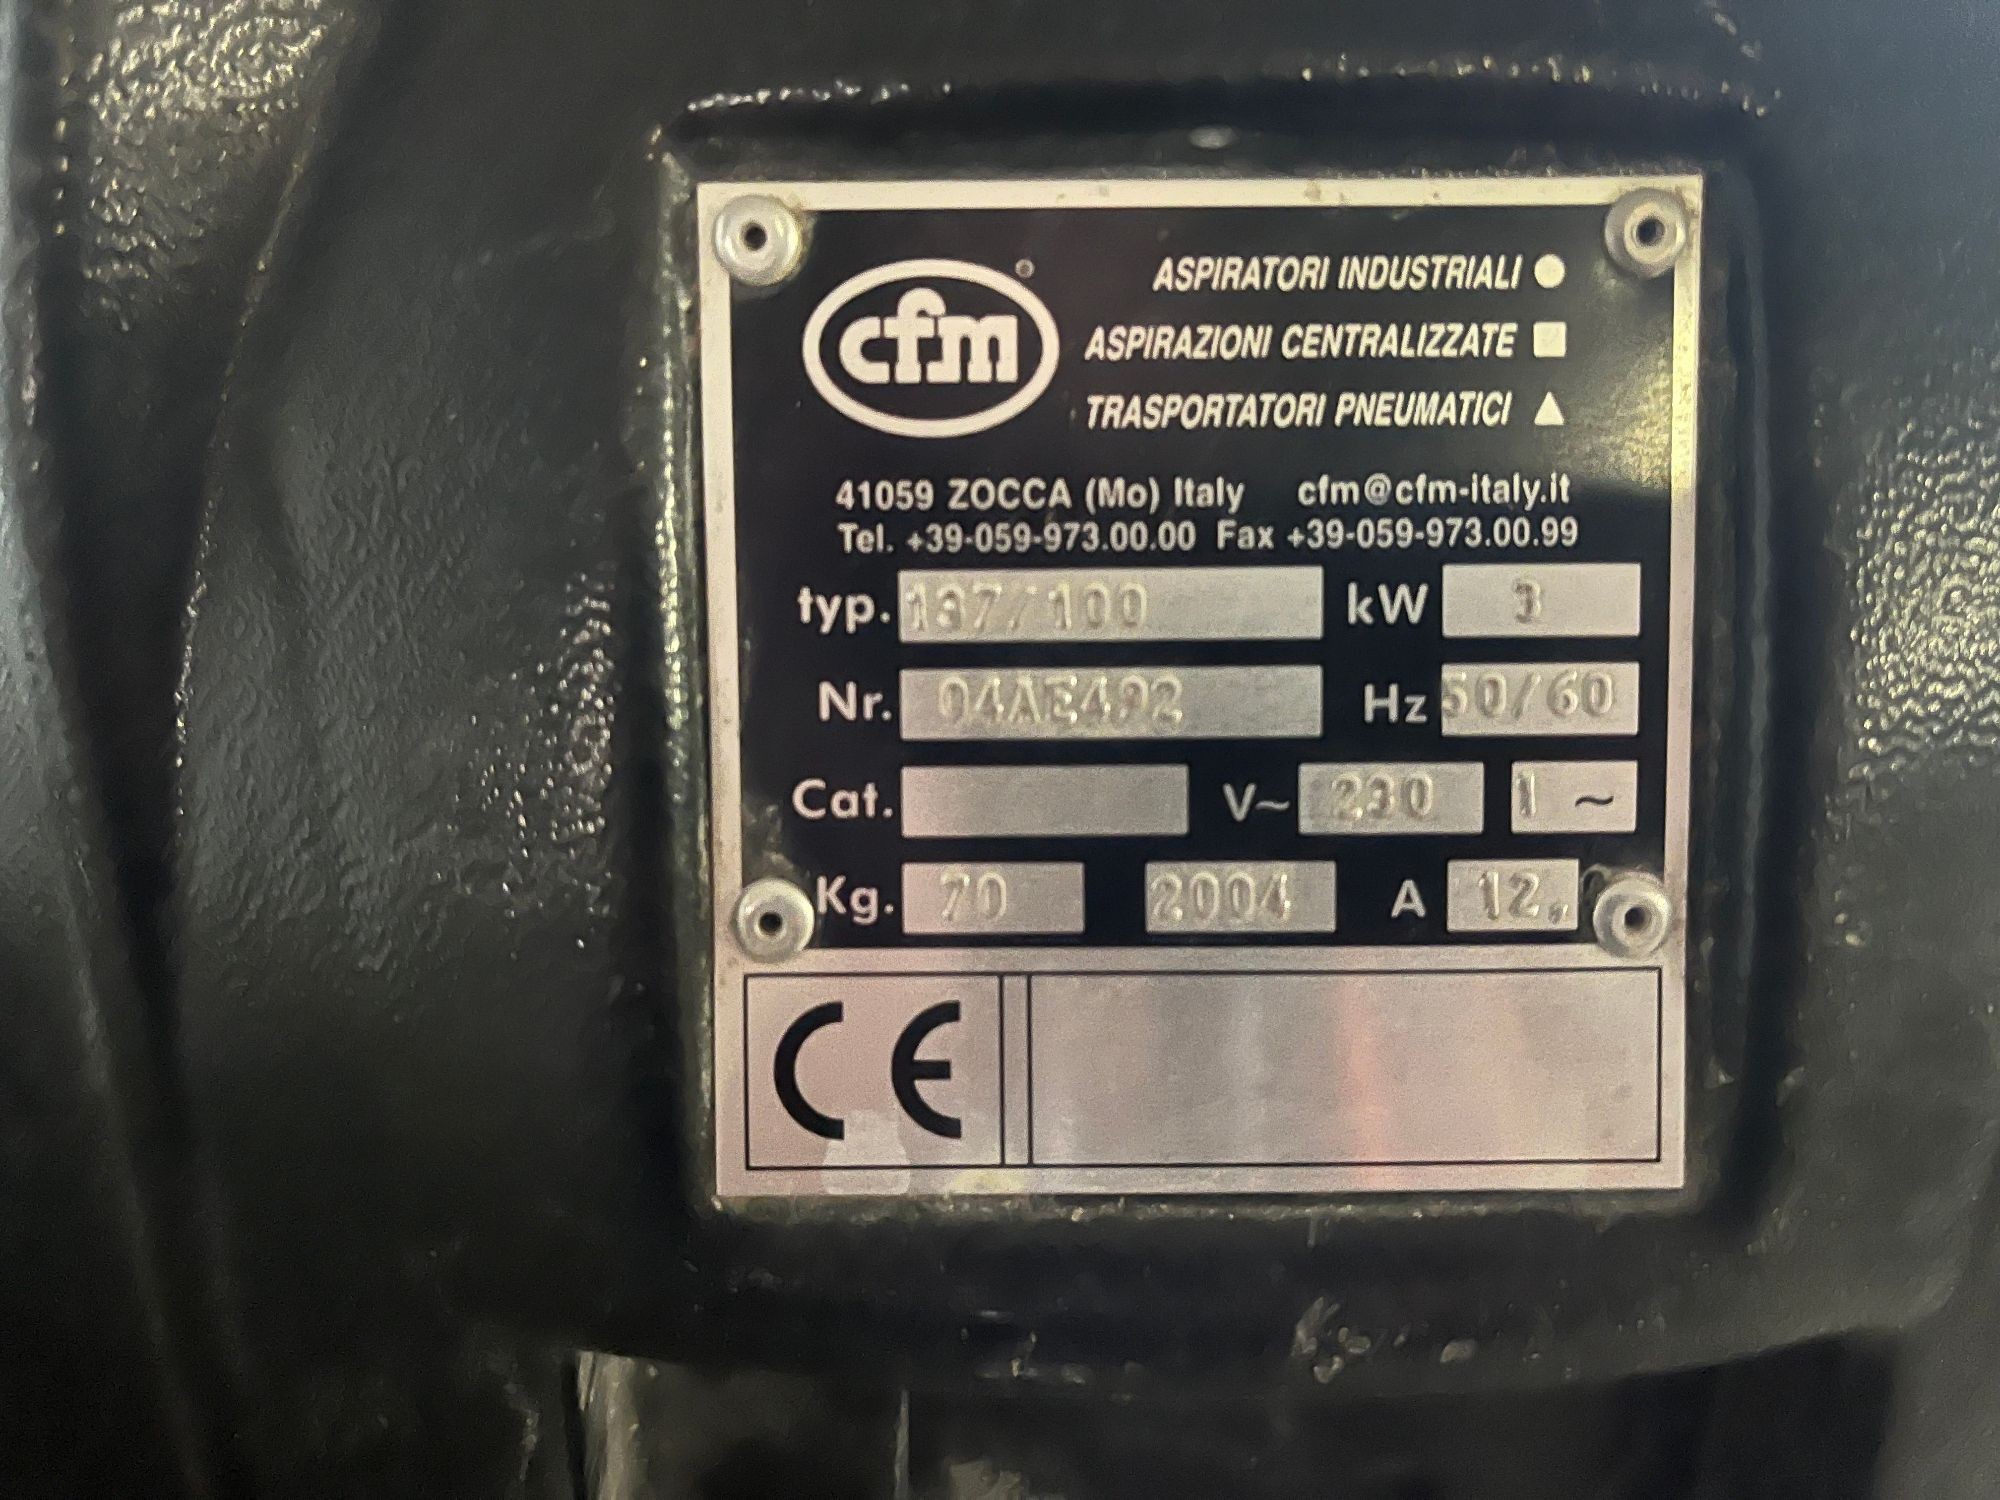 cfm®
ASPIRATORI INDUSTRIALI
ASPIRAZIONI CENTRALIZZATE
TRASPORTATORI PNEUMATICI
41059 ZOCCA (Mo) Italy cfm@cfm-italy.it
Tel. +39-059-973.00.00 Fax +39-059-973.00.99
typ. 137/100 kW 3
Nr. 04AE492 Hz 50/60
Cat. V~ 230 1 ~
Kg. 70 2004 A 12,
CE